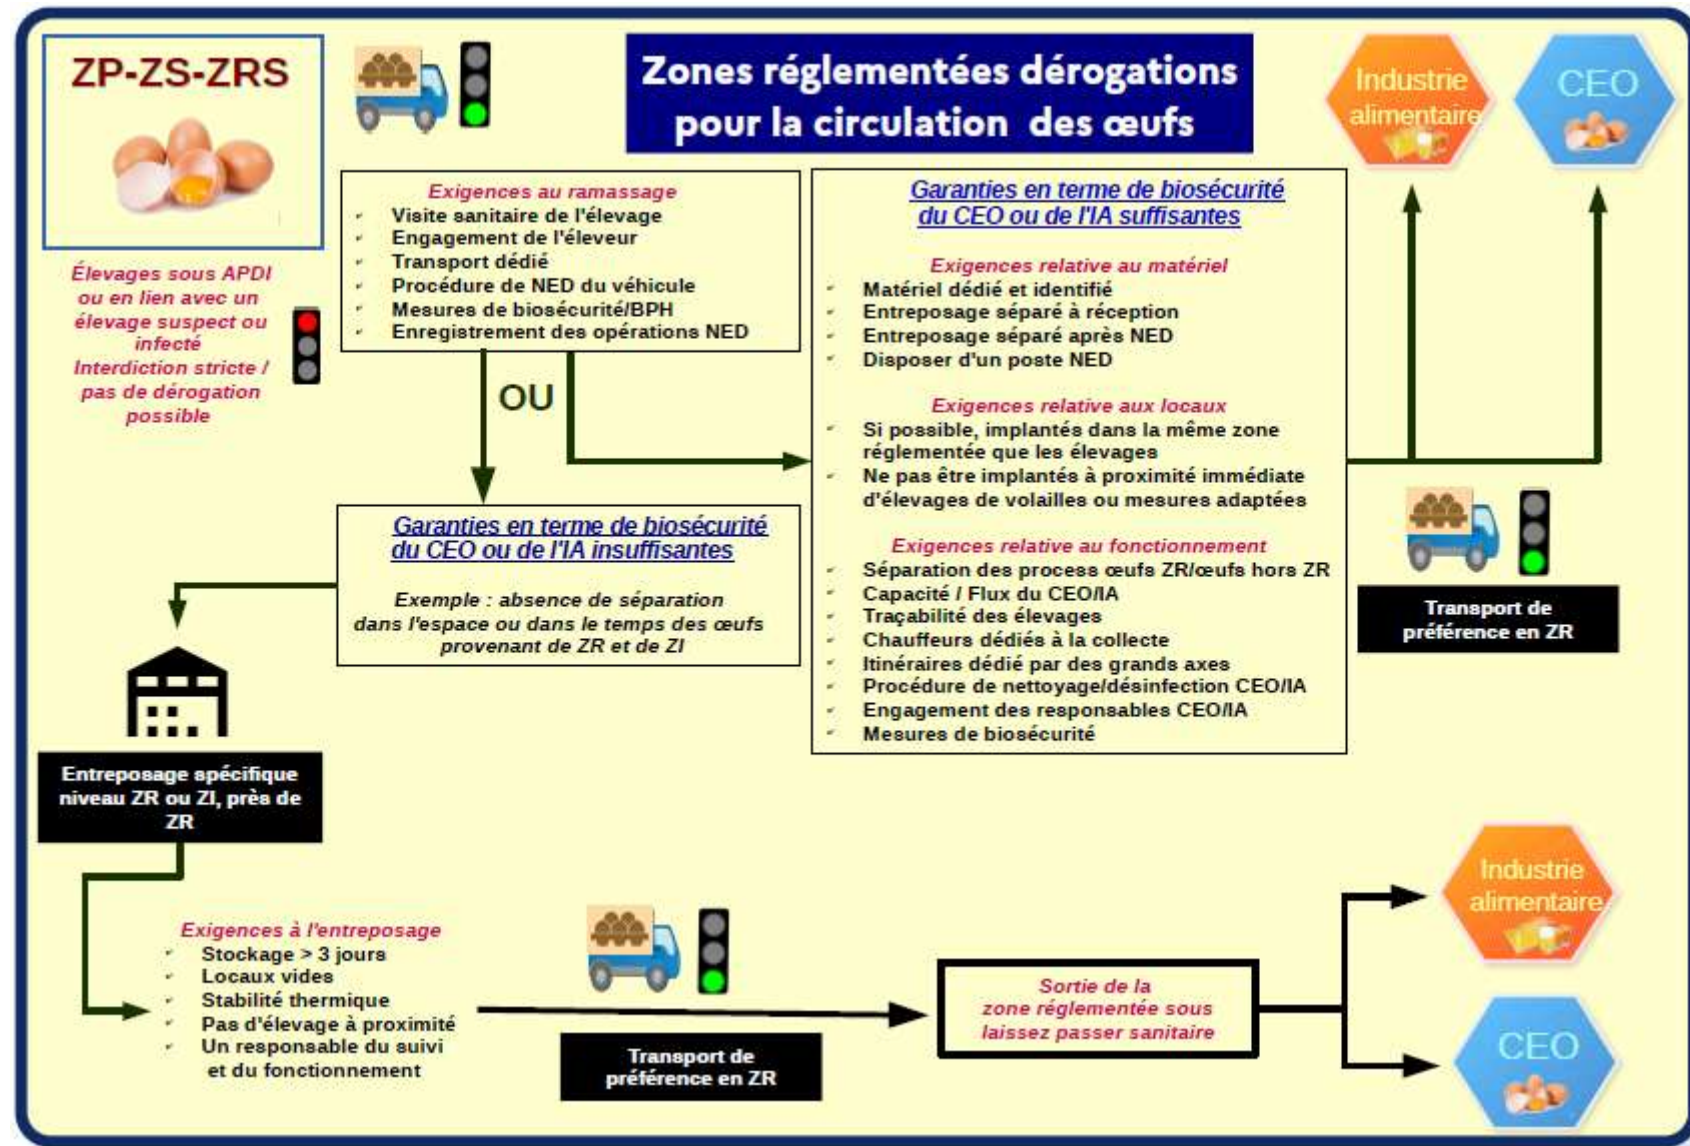 ZP-ZS-ZRS
Zones réglementées dérogations
pour la circulation des œufs
Industrie
alimentaire
CEO
Élevages sous APDI
ou en lien avec un
élevage suspect ou
infecté
Interdiction stricte /
pas de dérogation
possible
Exigences au ramassage
Visite sanitaire de l'élevage
Engagement de l'éleveur
Transport dédié
Procédure de NED du véhicule
Mesures de biosécurité/BPH
Enregistrement des opérations NED
OU
Garanties en terme de biosécurité
du CEO ou de l'IA suffisantes
Exigences relative au matériel
Matériel dédié et identifié
Entreposage séparé à réception
Entreposage séparé après NED
Disposer d'un poste NED
Exigences relative aux locaux
Si possible, implantés dans la même zone
réglementée que les élevages
Ne pas être implantés à proximité immédiate
d'élevages de volailles ou mesures adaptées
Exigences relative au fonctionnement
Séparation des process œufs ZR/œufs hors ZR
Capacité / Flux du CEO/IA
Traçabilité des élevages
Chauffeurs dédiés à la collecte
Itinéraires dédié par des grands axes
Procédure de nettoyage/désinfection CEO/IA
Engagement des responsables CEO/IA
Mesures de biosécurité
Transport de
préférence en ZR
Garanties en terme de biosécurité
du CEO ou de l'IA insuffisantes
Exemple : absence de séparation
dans l'espace ou dans le temps des œufs
provenant de ZR et de ZI
Entreposage spécifique
niveau ZR ou ZI, près de
ZR
Exigences à l'entreposage
Stockage > 3 jours
Locaux vides
Stabilité thermique
Pas d'élevage à proximité
Un responsable du suivi
et du fonctionnement
Transport de
préférence en ZR
Sortie de la
zone réglementée sous
laissez passer sanitaire
Industrie
alimentaire
CEO